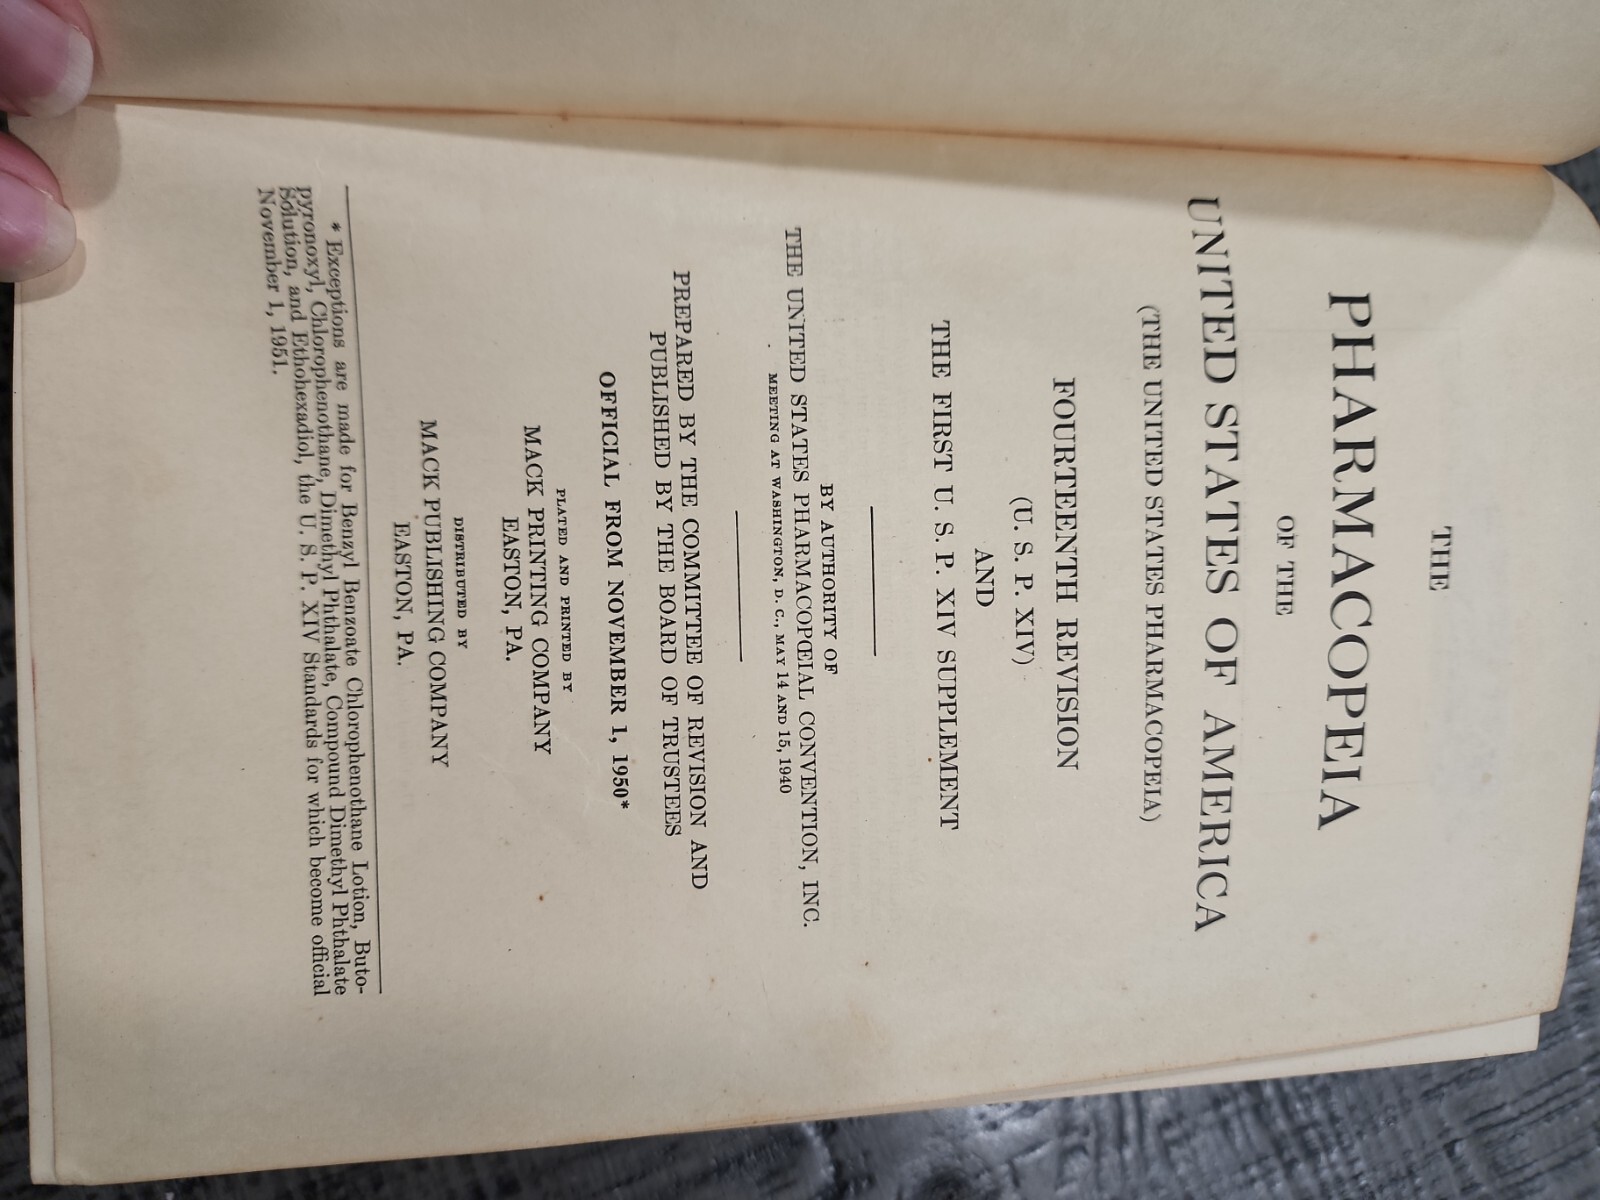 THE
PHARMACOPEIA
OF THE
UNITED STATES OF AMERICA
(THE UNITED STATES PHARMACOPEIA)
FOURTEENTH REVISION
(U. S. P. XIV)
AND
THE FIRST U. S. P. XIV SUPPLEMENT
BY AUTHORITY OF
THE UNITED STATES PHARMACOPŒIAL CONVENTION, INC.
MEETING AT WASHINGTON, D. C., MAY 14 AND 15, 1940
PREPARED BY THE COMMITTEE OF REVISION AND
PUBLISHED BY THE BOARD OF TRUSTEES
OFFICIAL FROM NOVEMBER 1, 1950*
PLATED AND PRINTED BY
MACK PRINTING COMPANY
EASTON, PA.
DISTRIBUTED BY
MACK PUBLISHING COMPANY
EASTON, PA.
* Exceptions are made for Benzyl Benzoate Chlorophenothane Lotion, Buto-
pyronoxyl, Chlorophenothane, Dimethyl Phthalate, Compound Dimethyl Phthalate
Solution, and Ethohexadiol, the U. S. P. XIV Standards for which become official
November 1, 1951.